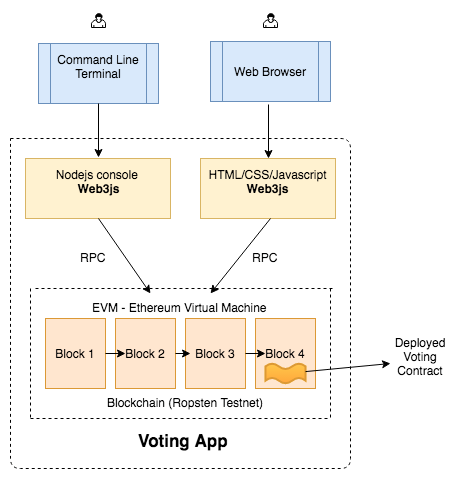 Command Line
Terminal
Web Browser
Nodejs console
Web3js
HTML/CSS/Javascript
Web3js
RPC
RPC
EVM - Ethereum Virtual Machine
Block 1
Block 2
Block 3
Block 4
Deployed
Voting
Contract
Blockchain (Ropsten Testnet)
Voting App